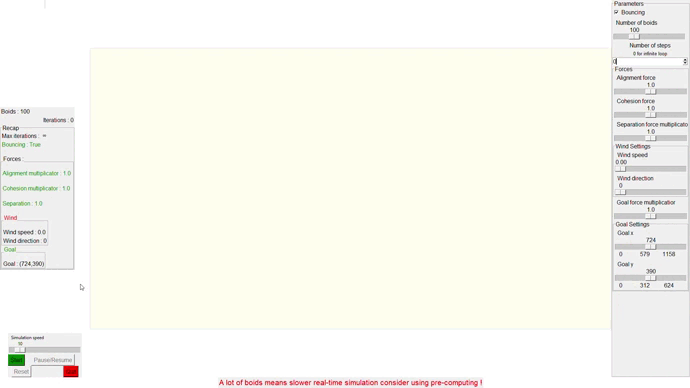 Boids : 100
Iterations : 0
Recap
Max iterations : ∞
Bouncing : True
Forces
Alignment multiplicator : 1.0
Cohesion multiplicator : 1.0
Separation : 1.0
Wind
Wind speed : 0.0
Wind direction : 0
Goal
Goal : (724,390)
Simulation speed
10
Start
Pause/Resume
Reset
Parameters
Bouncing
Number of boids
100
Number of steps
0 for infinite loop
0
Forces
Alignment force
1.0
Cohesion force
1.0
Separation force multiplicato
1.0
Wind Settings
Wind speed
0.00
Wind direction
0
Goal force multiplicatior
1.0
Goal Settings
Goal x
724
0 579 1158
Goal y
390
0 312 624
A lot of boids means slower real-time simulation consider using pre-computing !